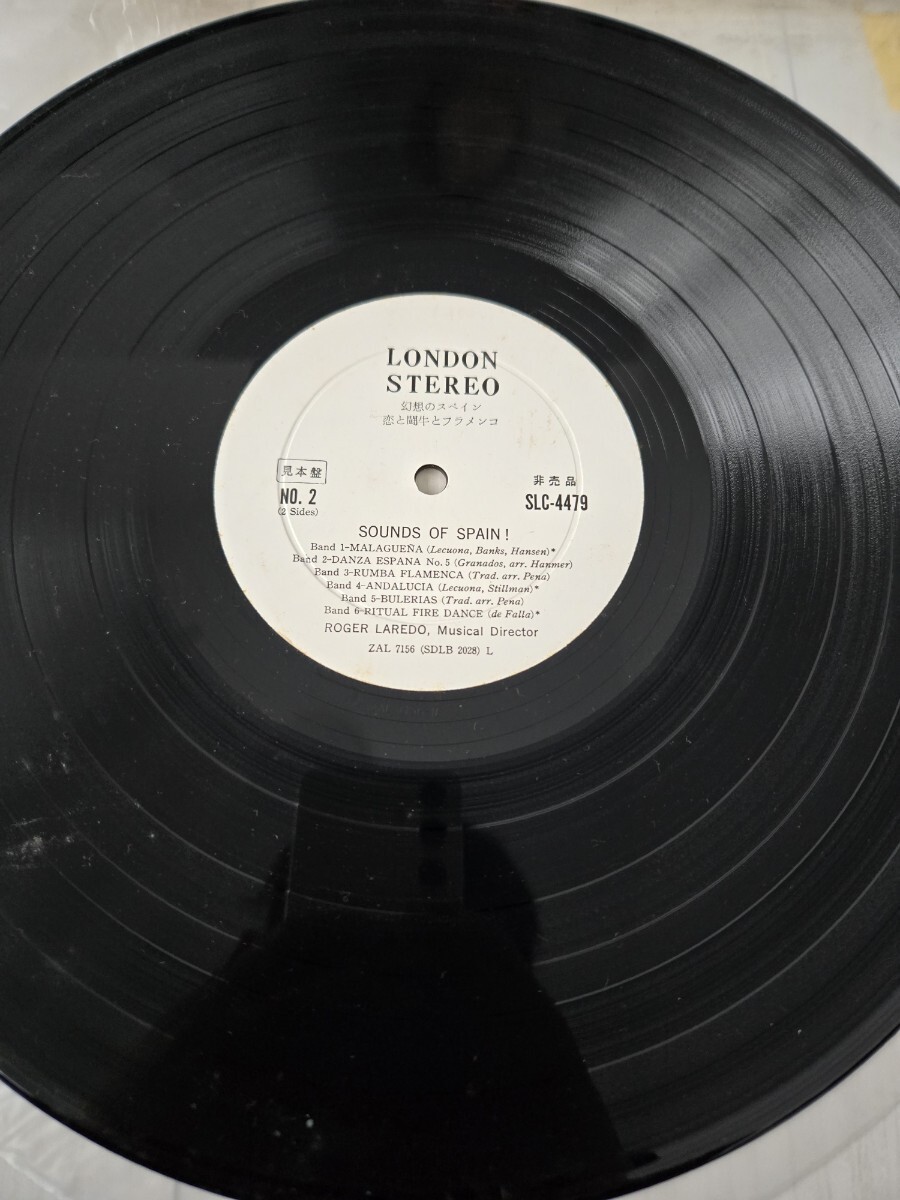 LONDON
STEREO
幻想のスペイン
恋と闘牛とフラメンコ
見本盤
NO. 2
(2 Sides)
非売品
SLC-4479
SOUNDS OF SPAIN!
Band 1-MALAGUEÑA (Lecuona, Banks, Hansen)*
Band 2-DANZA ESPANA No. 5 (Granados, arr. Hanmer)
Band 3-RUMBA FLAMENCA (Trad. arr. Pena)
Band 4-ANDALUCIA (Lecuona, Stillman)*
Band 5-BULERIAS (Trad. arr. Pena)
Band 6-RITUAL FIRE DANCE (de Falla)*
ROGER LAREDO, Musical Director
ZAL 7156 (SDLB 2028) L